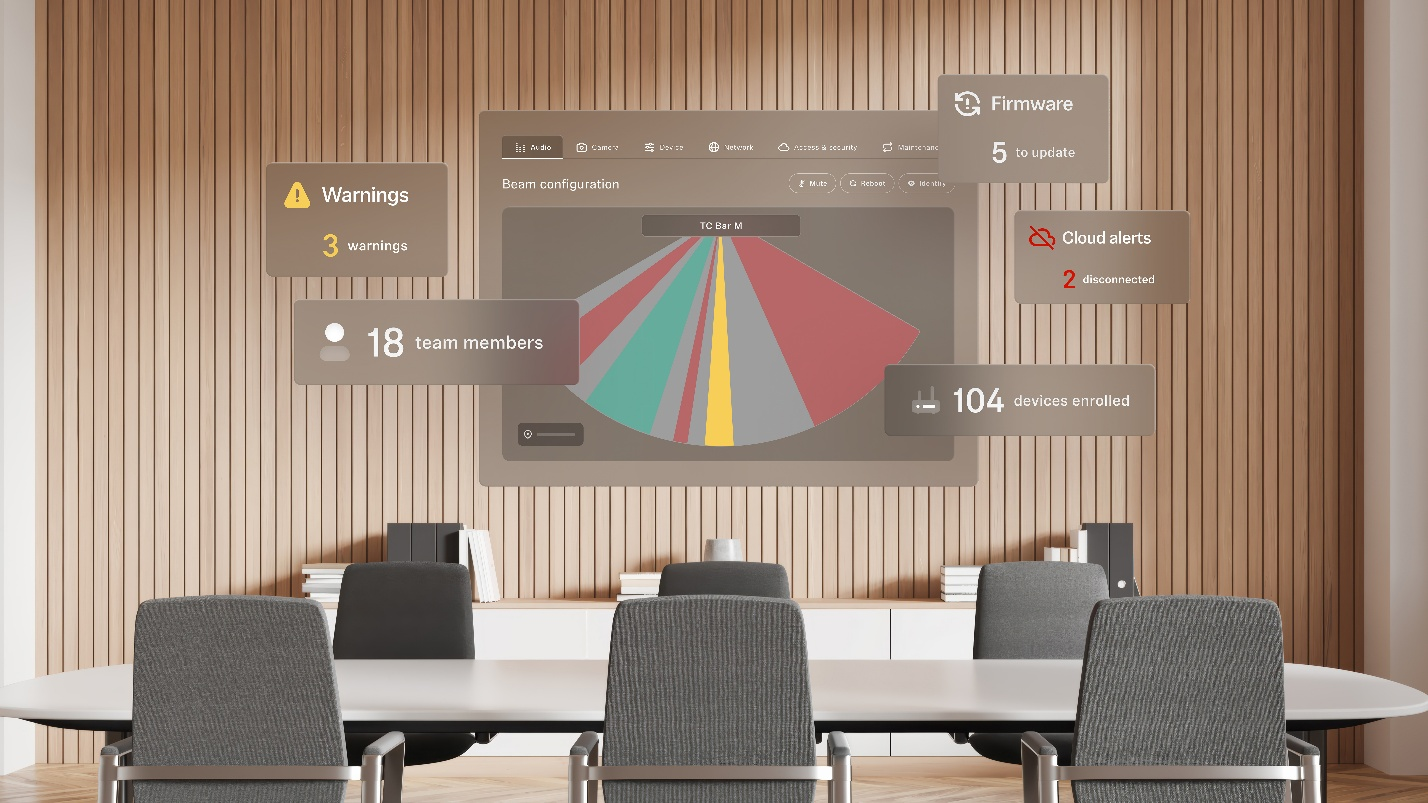 Firmware
5 to update
Audio
Camera
Device
Network
Access & security
Beam configuration
Mute
Reboot
Identify
Warnings
3 warnings
TC Bar M
Cloud alerts
2 disconnected
18 team members
104 devices enrolled